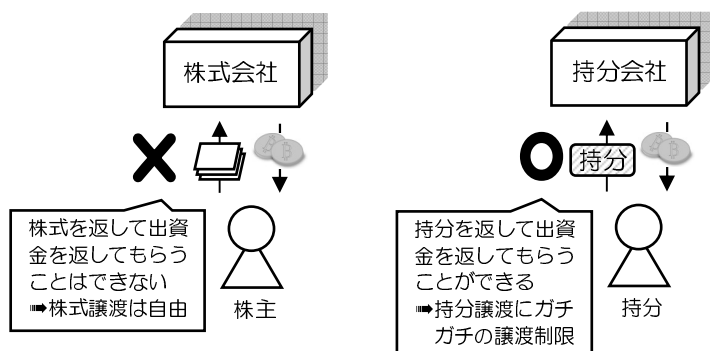 株式会社
株式を返して出資
金を返してもらう
ことはできない
➠株式譲渡は自由
株主
持分会社
持分
持分を返して出資
金を返してもらう
ことができる
➠持分譲渡にガチ
ガチの譲渡制限
持分